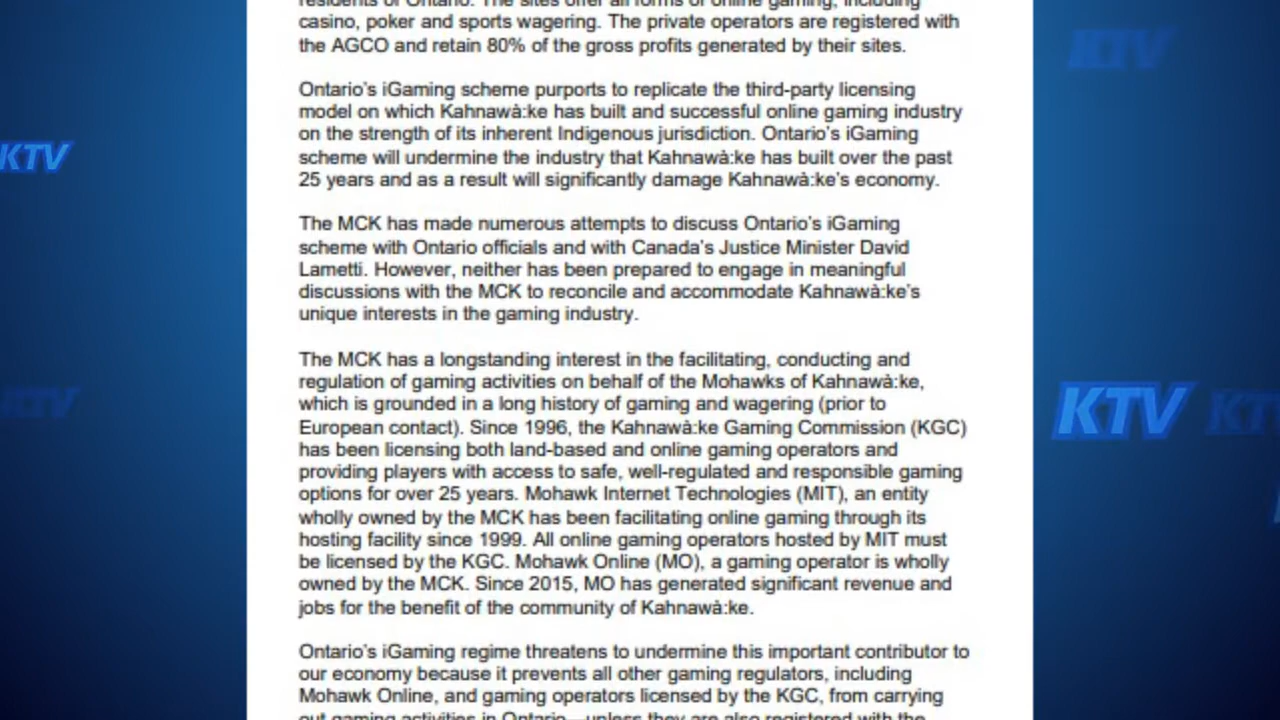 residents of Ontario. The sites offer all forms of online gaming, including
casino, poker and sports wagering. The private operators are registered with
the AGCO and retain 80% of the gross profits generated by their sites.
Ontario's iGaming scheme purports to replicate the third-party licensing
model on which Kahnawà:ke has built and successful online gaming industry
on the strength of its inherent Indigenous jurisdiction. Ontario's iGaming
scheme will undermine the industry that Kahnawà:ke has built over the past
25 years and as a result will significantly damage Kahnawà:ke's economy.
The MCK has made numerous attempts to discuss Ontario's iGaming
scheme with Ontario officials and with Canada's Justice Minister David
Lametti. However, neither has been prepared to engage in meaningful
discussions with the MCK to reconcile and accommodate Kahnawà:ke's
unique interests in the gaming industry.
The MCK has a longstanding interest in the facilitating, conducting and
regulation of gaming activities on behalf of the Mohawks of Kahnawà:ke,
which is grounded in a long history of gaming and wagering (prior to
European contact). Since 1996, the Kahnawà:ke Gaming Commission (KGC)
has been licensing both land-based and online gaming operators and
providing players with access to safe, well-regulated and responsible gaming
options for over 25 years. Mohawk Internet Technologies (MIT), an entity
wholly owned by the MCK has been facilitating online gaming through its
hosting facility since 1999. All online gaming operators hosted by MIT must
be licensed by the KGC. Mohawk Online (MO), a gaming operator is wholly
owned by the MCK. Since 2015, MO has generated significant revenue and
jobs for the benefit of the community of Kahnawà:ke.
Ontario's iGaming regime threatens to undermine this important contributor to
our economy because it prevents all other gaming regulators, including
Mohawk Online, and gaming operators licensed by the KGC, from carrying
out gaming activities in Ontario—unless they are also registered with the
KTV
KTV
KTV
KTV
KTV